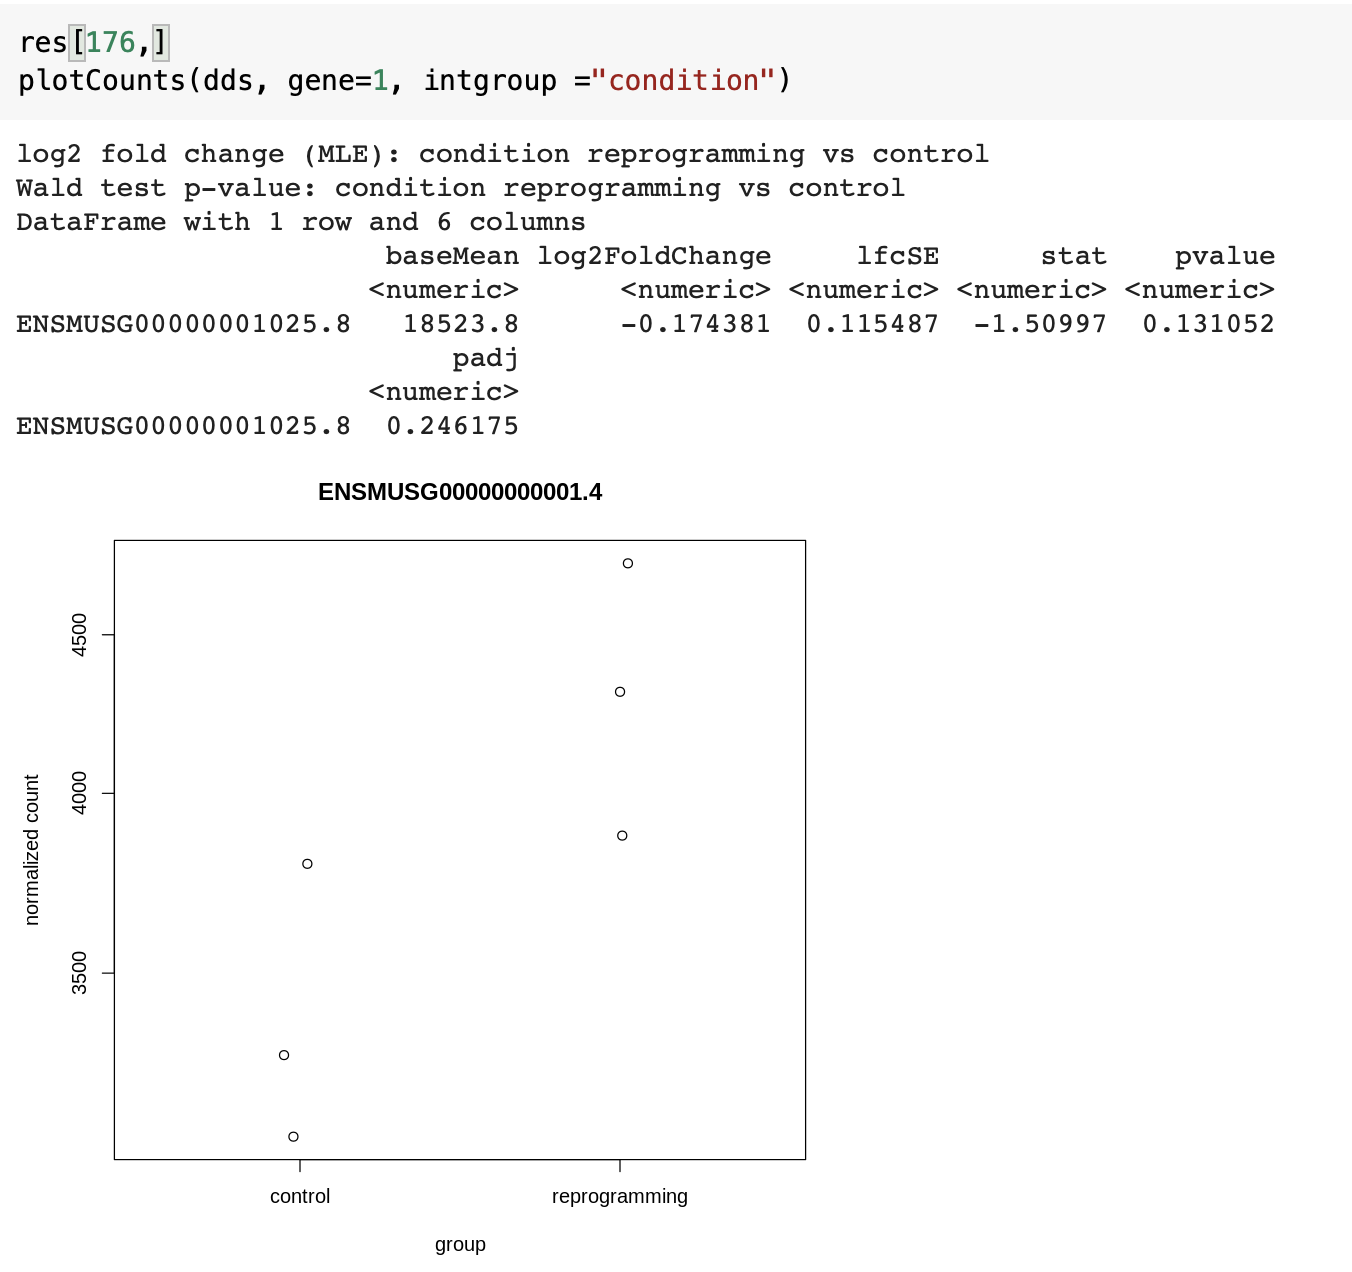 res[176,]
plotCounts(dds, gene=1, intgroup ="condition")
log2 fold change (MLE): condition reprogramming vs control
Wald test p-value: condition reprogramming vs control
DataFrame with 1 row and 6 columns
baseMean log2FoldChange lfcSE stat pvalue
<numeric> <numeric> <numeric> <numeric> <numeric>
ENSMUSG00000001025.8 18523.8 -0.174381 0.115487 -1.50997 0.131052
padj
<numeric>
ENSMUSG00000001025.8 0.246175
ENSMUSG00000000001.4
4500
4000
3500
normalized count
control reprogramming
group